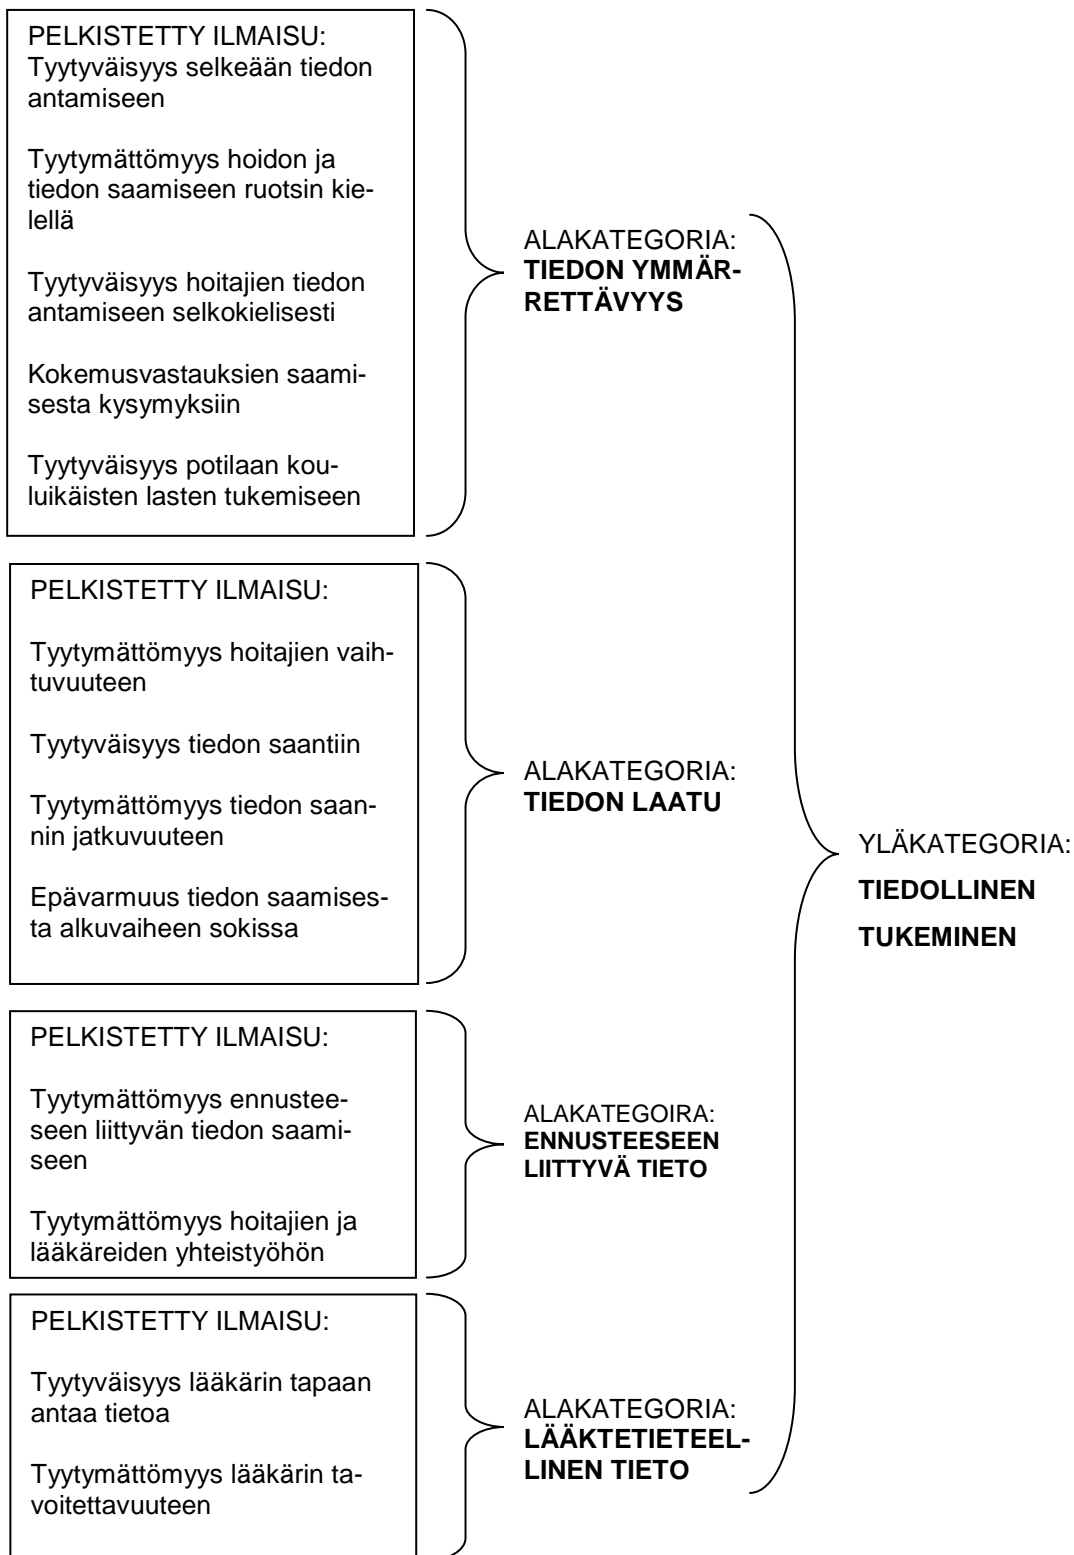 PELKISTETTY ILMAISU:
Tyytyväisyys selkeään tiedon
antamiseen
Tyytymättömyys hoidon ja
tiedon saamiseen ruotsin kie-
lellä
Tyytyväisyys hoitajien tiedon
antamiseen selkokielisesti
Kokemusvastauksien saami-
sesta kysymyksiin
Tyytyväisyys potilaan kou-
luikäisten lasten tukemiseen
ALAKATEGORIA:
TIEDON YMMÄR-
RETTÄVYYS
PELKISTETTY ILMAISU:
Tyytymättömyys hoitajien vaih-
tuvuuteen
Tyytyväisyys tiedon saantiin
Tyytymättömyys tiedon saan-
nin jatkuvuuteen
Epävarmuus tiedon saamises-
ta alkuvaiheen sokissa
ALAKATEGORIA:
TIEDON LAATU
PELKISTETTY ILMAISU:
Tyytymättömyys ennustee-
seen liittyvän tiedon saami-
seen
Tyytymättömyys hoitajien ja
lääkäreiden yhteistyöhön
ALAKATEGOIRA:
ENNUSTEESEEN
LIITTYVÄ TIETO
PELKISTETTY ILMAISU:
Tyytyväisyys lääkärin tapaan
antaa tietoa
Tyytymättömyys lääkärin ta-
voitettavuuteen
ALAKATEGORIA:
LÄÄKTETIETEEL-
LINEN TIETO
YLÄKATEGORIA:
TIEDOLLINEN
TUKEMINEN